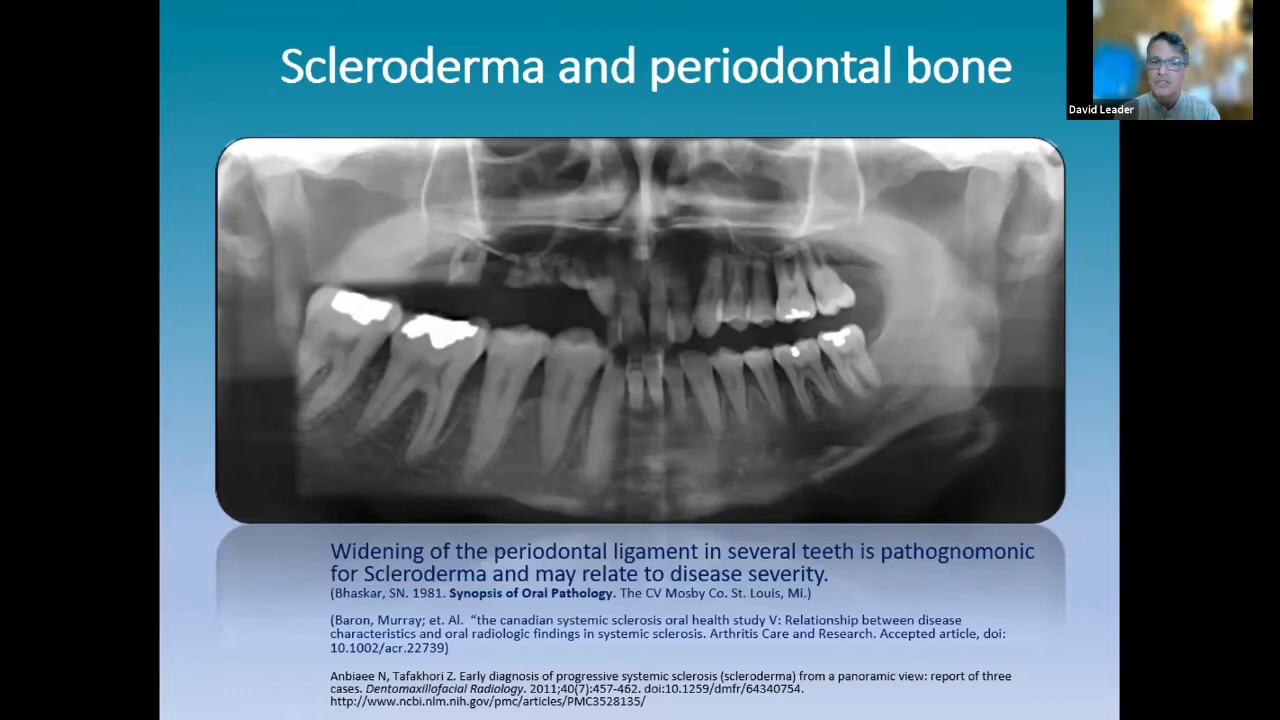 Scleroderma and periodontal bone
David Leader
Widening of the periodontal ligament in several teeth is pathognomonic
for Scleroderma and may relate to disease severity.
(Bhaskar, SN. 1981. Synopsis of Oral Pathology. The CV Mosby Co. St. Louis, Mi.)
(Baron, Murray; et. Al.  “the canadian systemic sclerosis oral health study V: Relationship between disease
characteristics and oral radiologic findings in systemic sclerosis. Arthritis Care and Research. Accepted article, doi:
10.1002/acr.22739)
Anbiaee N, Tafakhori Z. Early diagnosis of progressive systemic sclerosis (scleroderma) from a panoramic view: report of three
cases. Dentomaxillofacial Radiology. 2011;40(7):457-462. doi:10.1259/dmfr/64340754.
http://www.ncbi.nlm.nih.gov/pmc/articles/PMC3528135/